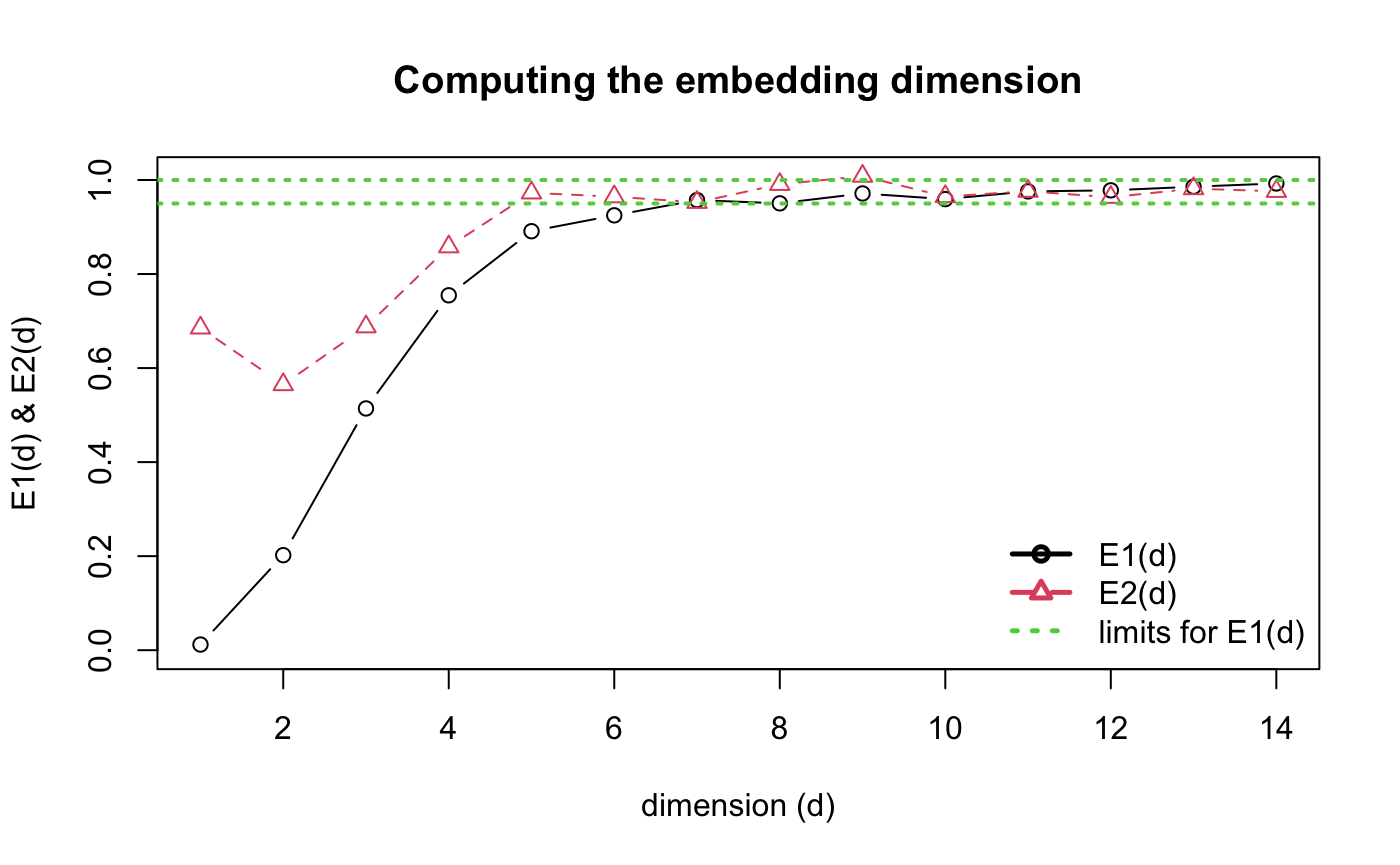 Computing the embedding dimension
E1(d) & E2(d)
1.0
0.8
0.6
0.4
0.2
0.0
E1(d)
E2(d)
limits for E1(d)
2 4 6 8 10 12 14
dimension (d)